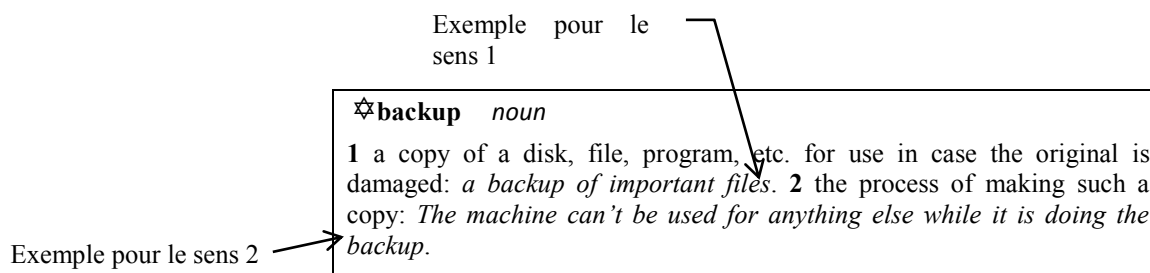 Exemple pour le
sens 1
✡backup noun
1 a copy of a disk, file, program, etc. for use in case the original is
damaged: a backup of important files. 2 the process of making such a
copy: The machine can’t be used for anything else while it is doing the
backup.
Exemple pour le sens 2